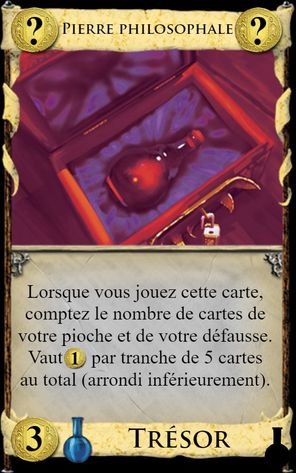 ? PIERRE PHILOSOPHALE ?
Lorsque vous jouez cette carte,
comptez le nombre de cartes de
votre pioche et de votre défausse.
Vaut 1 par tranche de 5 cartes
au total (arrondi inférieurement).
3 TRÉSOR